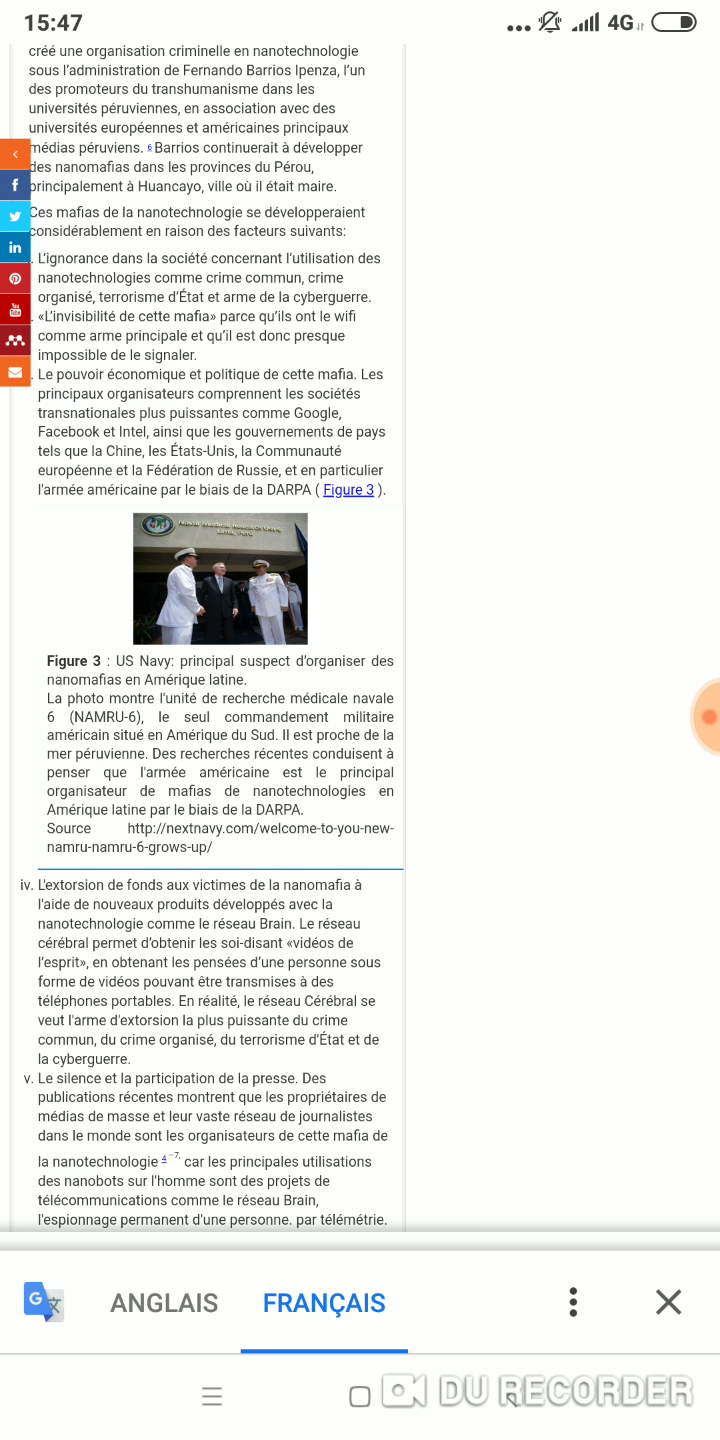 15:47
4G
créé une organisation criminelle en nanotechnologie
sous l'administration de Fernando Barrios Ipenza, l'un
des promoteurs du transhumanisme dans les
universités péruviennes, en association avec des
universités européennes et américaines principaux
médias péruviens. 6 Barrios continuerait à développer
des nanomafias dans les provinces du Pérou,
principalement à Huancayo, ville où il était maire.
Ces mafias de la nanotechnologie se développeraient
considérablement en raison des facteurs suivants:
. L'ignorance dans la société concernant l'utilisation des
nanotechnologies comme crime commun, crime
organisé, terrorisme d'État et arme de la cyberguerre.
. «L'invisibilité de cette mafia» parce qu'ils ont le wifi
comme arme principale et qu'il est donc presque
impossible de le signaler.
. Le pouvoir économique et politique de cette mafia. Les
principaux organisateurs comprennent les sociétés
transnationales plus puissantes comme Google,
Facebook et Intel, ainsi que les gouvernements de pays
tels que la Chine, les États-Unis, la Communauté
européenne et la Fédération de Russie, et en particulier
l'armée américaine par le biais de la DARPA ( Figure 3 ).
Naval Medical Research Unit
Lima, Peru
Figure 3 : US Navy: principal suspect d'organiser des
nanomafias en Amérique latine.
La photo montre l'unité de recherche médicale navale
6 (NAMRU-6), le seul commandement militaire
américain situé en Amérique du Sud. Il est proche de la
mer péruvienne. Des recherches récentes conduisent à
penser que l'armée américaine est le principal
organisateur de mafias de nanotechnologies en
Amérique latine par le biais de la DARPA.
Source http://nextnavy.com/welcome-to-you-new-
namru-namru-6-grows-up/
iv. L'extorsion de fonds aux victimes de la nanomafia à
l'aide de nouveaux produits développés avec la
nanotechnologie comme le réseau Brain. Le réseau
cérébral permet d'obtenir les soi-disant «vidéos de
l'esprit», en obtenant les pensées d'une personne sous
forme de vidéos pouvant être transmises à des
téléphones portables. En réalité, le réseau Cérébral se
veut l'arme d'extorsion la plus puissante du crime
commun, du crime organisé, du terrorisme d'État et de
la cyberguerre.
v. Le silence et la participation de la presse. Des
publications récentes montrent que les propriétaires de
médias de masse et leur vaste réseau de journalistes
dans le monde sont les organisateurs de cette mafia de
la nanotechnologie 4 –7, car les principales utilisations
des nanobots sur l'homme sont des projets de
télécommunications comme le réseau Brain,
l'espionnage permanent d'une personne. par télémétrie.
ANGLAIS FRANÇAIS
DU RECORDER